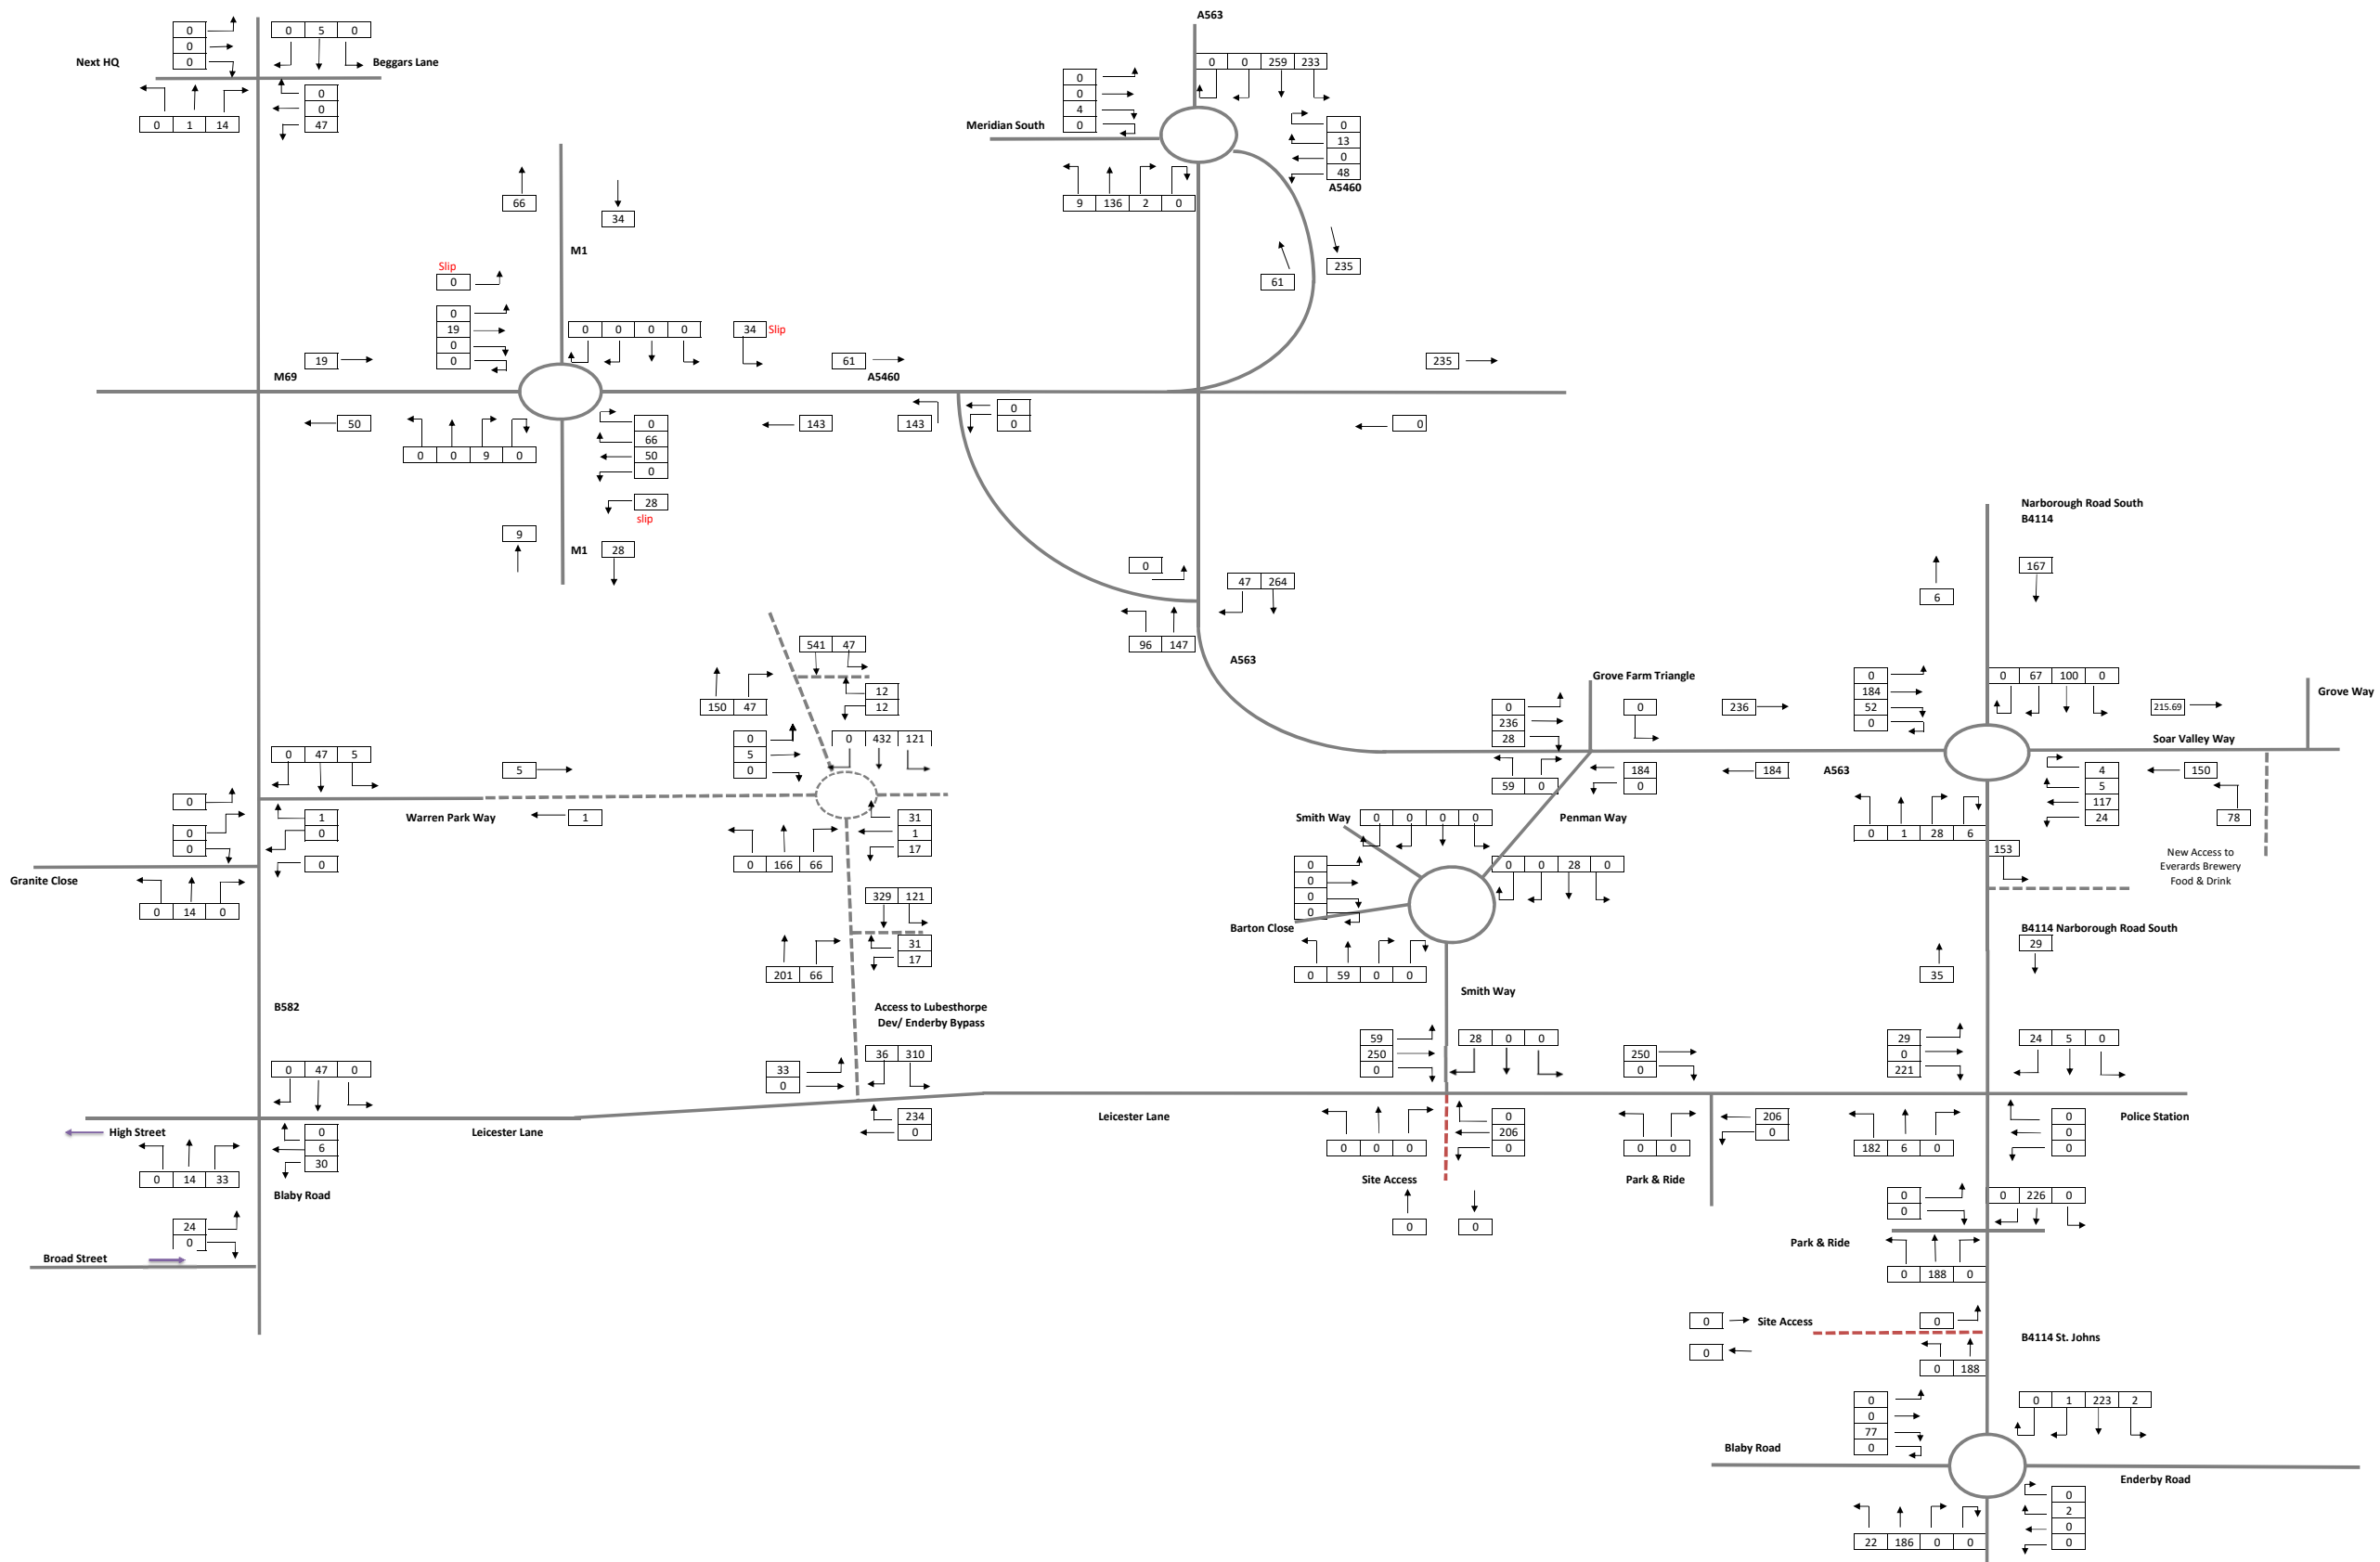 A563
0
0
0
0 5 0
Next HQ
Beggars Lane
0 0 259 233
0
0
4
0
0
0
47
0 1 14
Meridian South
0
13
0
48
A5460
9 136 2 0
66
34
M1
61
235
Slip
0
0
19
0
0
0 0 0 0
34 Slip
19
61
235
M69
A5460
50
0 0 9 0
0
66
50
0
143
143
0
0
0
28
slip
Narborough Road South
B4114
9
M1
28
0
47 264
167
6
96 147
541 47
A563
Grove Farm Triangle
0
184
52
0
0 67 100 0
Grove Way
12
12
150 47
0
236
28
0
236
215.69
0
5
0
0 432 121
0 47 5
Soar Valley Way
5
59 0
184
0
184
A563
4
5
117
24
150
0
0
0
1
0
0
Warren Park Way
1
31
1
17
Smith Way
0 0 0 0
Penman Way
0 1 28 6
78
0 166 66
153
New Access to
Everards Brewery
Food & Drink
0
0
0
0
0 0 28 0
Granite Close
0 14 0
329 121
Barton Close
B4114 Narborough Road South
31
17
29
201 66
0 59 0 0
35
Smith Way
B582
Access to Lubesthorpe
Dev/ Enderby Bypass
0 47 0
33
0
36 310
59
250
0
28 0 0
250
0
29
0
221
24 5 0
High Street
Leicester Lane
234
0
Leicester Lane
0
206
0
206
0
0
0
0
Police Station
0
6
30
0 0 0
0 0
182 6 0
0 14 33
Blaby Road
Site Access
Park & Ride
0
0
0 226 0
24
0
0
0
Broad Street
Park & Ride
0 188 0
0
Site Access
0
B4114 St. Johns
0
0 188
0
0
77
0
0 1 223 2
Blaby Road
Enderby Road
0
2
0
0
22 186 0 0